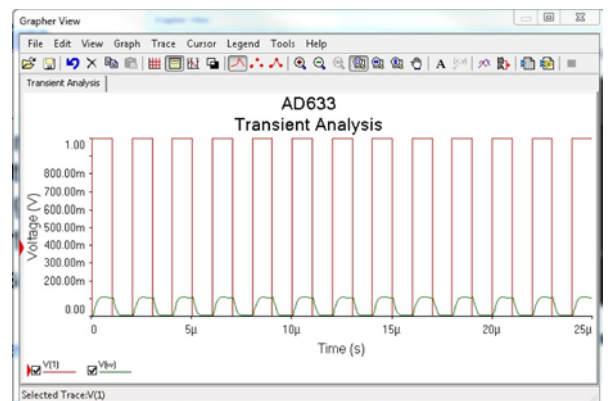 Grapher View
File Edit View Graph Trace Cursor Legend Tools Help
Transient Analysis
AD633
Transient Analysis
Voltage (V)
1.00
800.00m
700.00m
600.00m
500.00m
400.00m
300.00m
200.00m
100.00m
0.00
0 5µ 10µ 15µ 20µ 25µ
Time (s)
V(1) V(w)
Selected Trace:V(1)